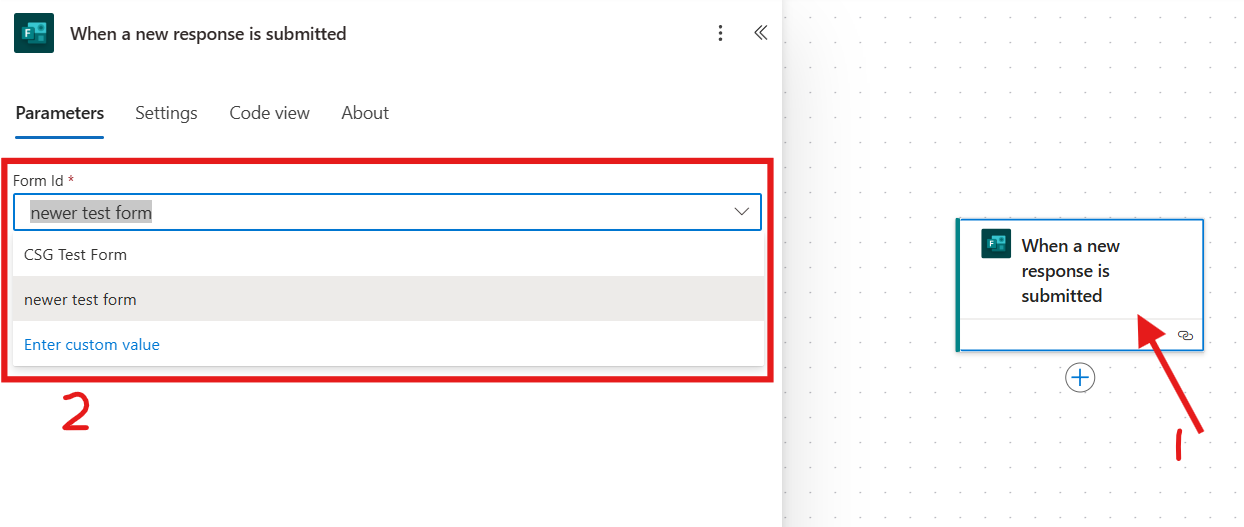 When a new response is submitted
Parameters Settings Code view About
Form Id *
newer test form
CSG Test Form
newer test form
Enter custom value
2
When a new
response is
submitted
1